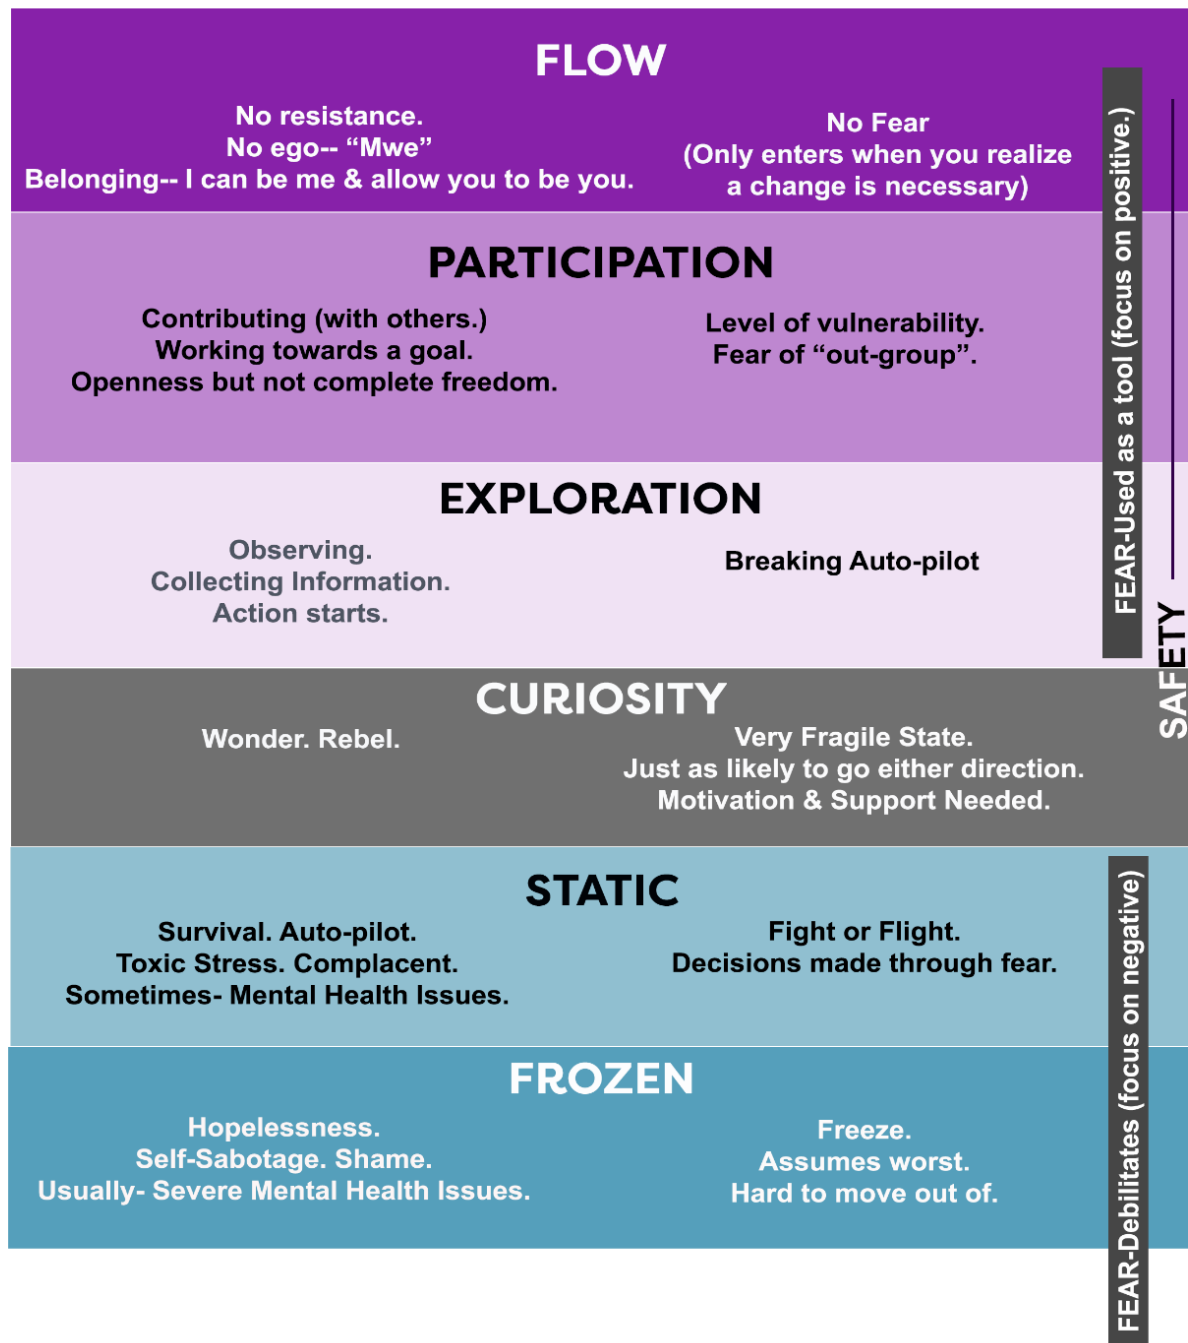 FLOW
No resistance.
No ego-- “Mwe”
Belonging-- I can be me & allow you to be you.
No Fear
(Only enters when you realize
a change is necessary)
PARTICIPATION
Contributing (with others.)
Working towards a goal.
Openness but not complete freedom.
Level of vulnerability.
Fear of “out-group”.
EXPLORATION
Observing.
Collecting Information.
Action starts.
Breaking Auto-pilot
FEAR-Used as a tool (focus on positive.)
SAFETY
CURIOSITY
Wonder. Rebel.
Very Fragile State.
Just as likely to go either direction.
Motivation & Support Needed.
STATIC
Survival. Auto-pilot.
Toxic Stress. Complacent.
Sometimes- Mental Health Issues.
Fight or Flight.
Decisions made through fear.
FROZEN
Hopelessness.
Self-Sabotage. Shame.
Usually- Severe Mental Health Issues.
Freeze.
Assumes worst.
Hard to move out of.
FEAR-Debilitates (focus on negative)